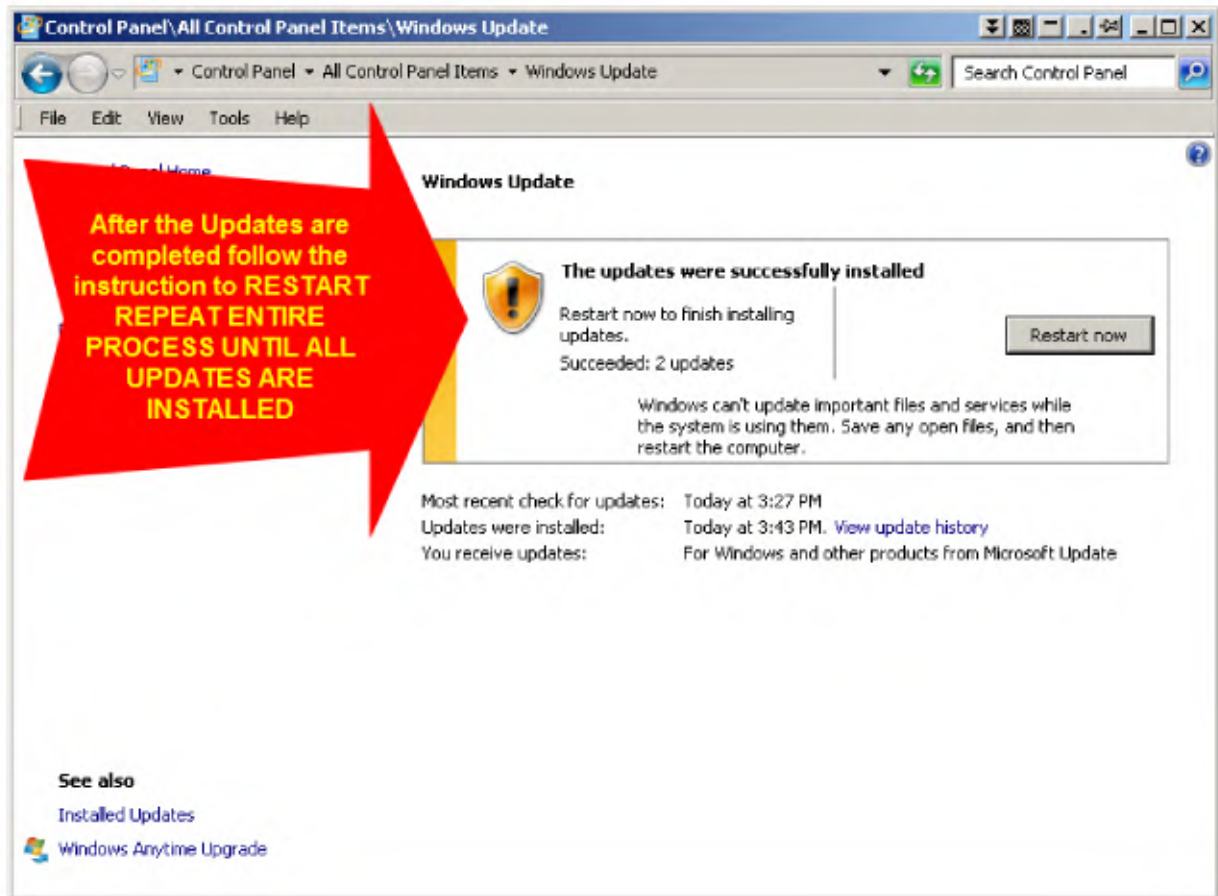 Control Panel\All Control Panel Items\Windows Update
Control Panel All Control Panel Items Windows Update
Search Control Panel
File Edit View Tools Help
Panel Home
After the Updates are
completed follow the
instruction to RESTART
REPEAT ENTIRE
PROCESS UNTIL ALL
UPDATES ARE
INSTALLED
Windows Update
The updates were successfully installed
Restart now to finish installing
updates.
Succeeded: 2 updates
Restart now
Windows can't update important files and services while
the system is using them. Save any open files, and then
restart the computer.
Most recent check for updates: Today at 3:27 PM
Updates were installed: Today at 3:43 PM. View update history
You receive updates: For Windows and other products from Microsoft Update
See also
Installed Updates
Windows Anytime Upgrade